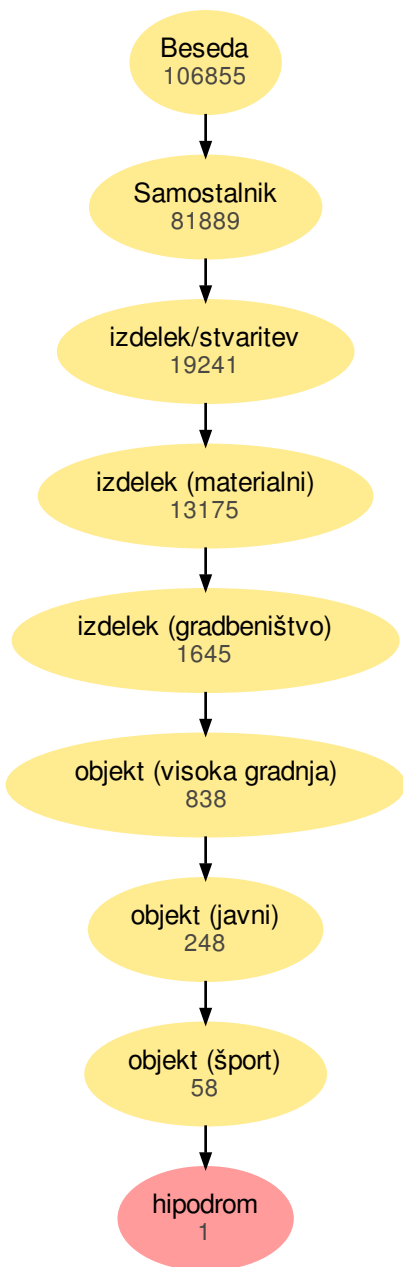 Beseda
106855
Samostalnik
81889
izdelek/stvaritev
19241
izdelek (materialni)
13175
izdelek (gradbeništvo)
1645
objekt (visoka gradnja)
838
objekt (javni)
248
objekt (šport)
58
hipodrom
1